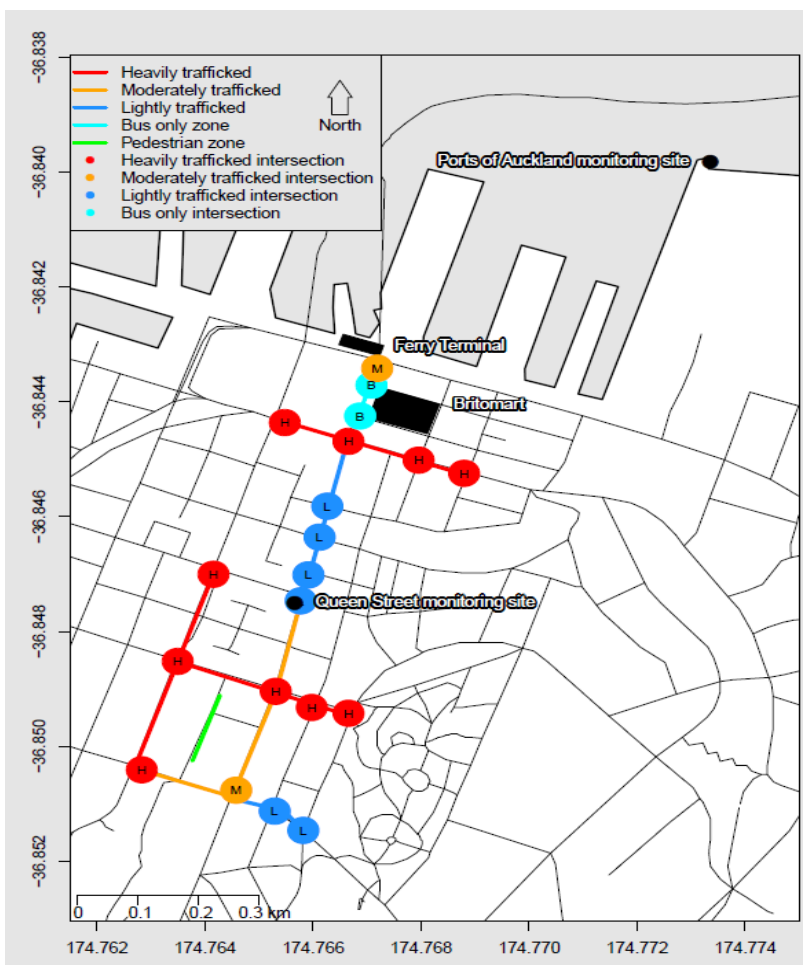 Heavily trafficked
Moderately trafficked
Lightly trafficked
Bus only zone
Pedestrian zone
Heavily trafficked intersection
Moderately trafficked intersection
Lightly trafficked intersection
Bus only intersection
North
Ports of Auckland monitoring site
Ferry Terminal
M
B
Britomart
B
H
H
H
H
L
L
L
H
Queen Street monitoring site
H
H
H
H
H
M
L
L
0 0.1 0.2 0.3 km
-36.838
-36.840
-36.842
-36.844
-36.846
-36.848
-36.850
-36.852
174.762 174.764 174.766 174.768 174.770 174.772 174.774